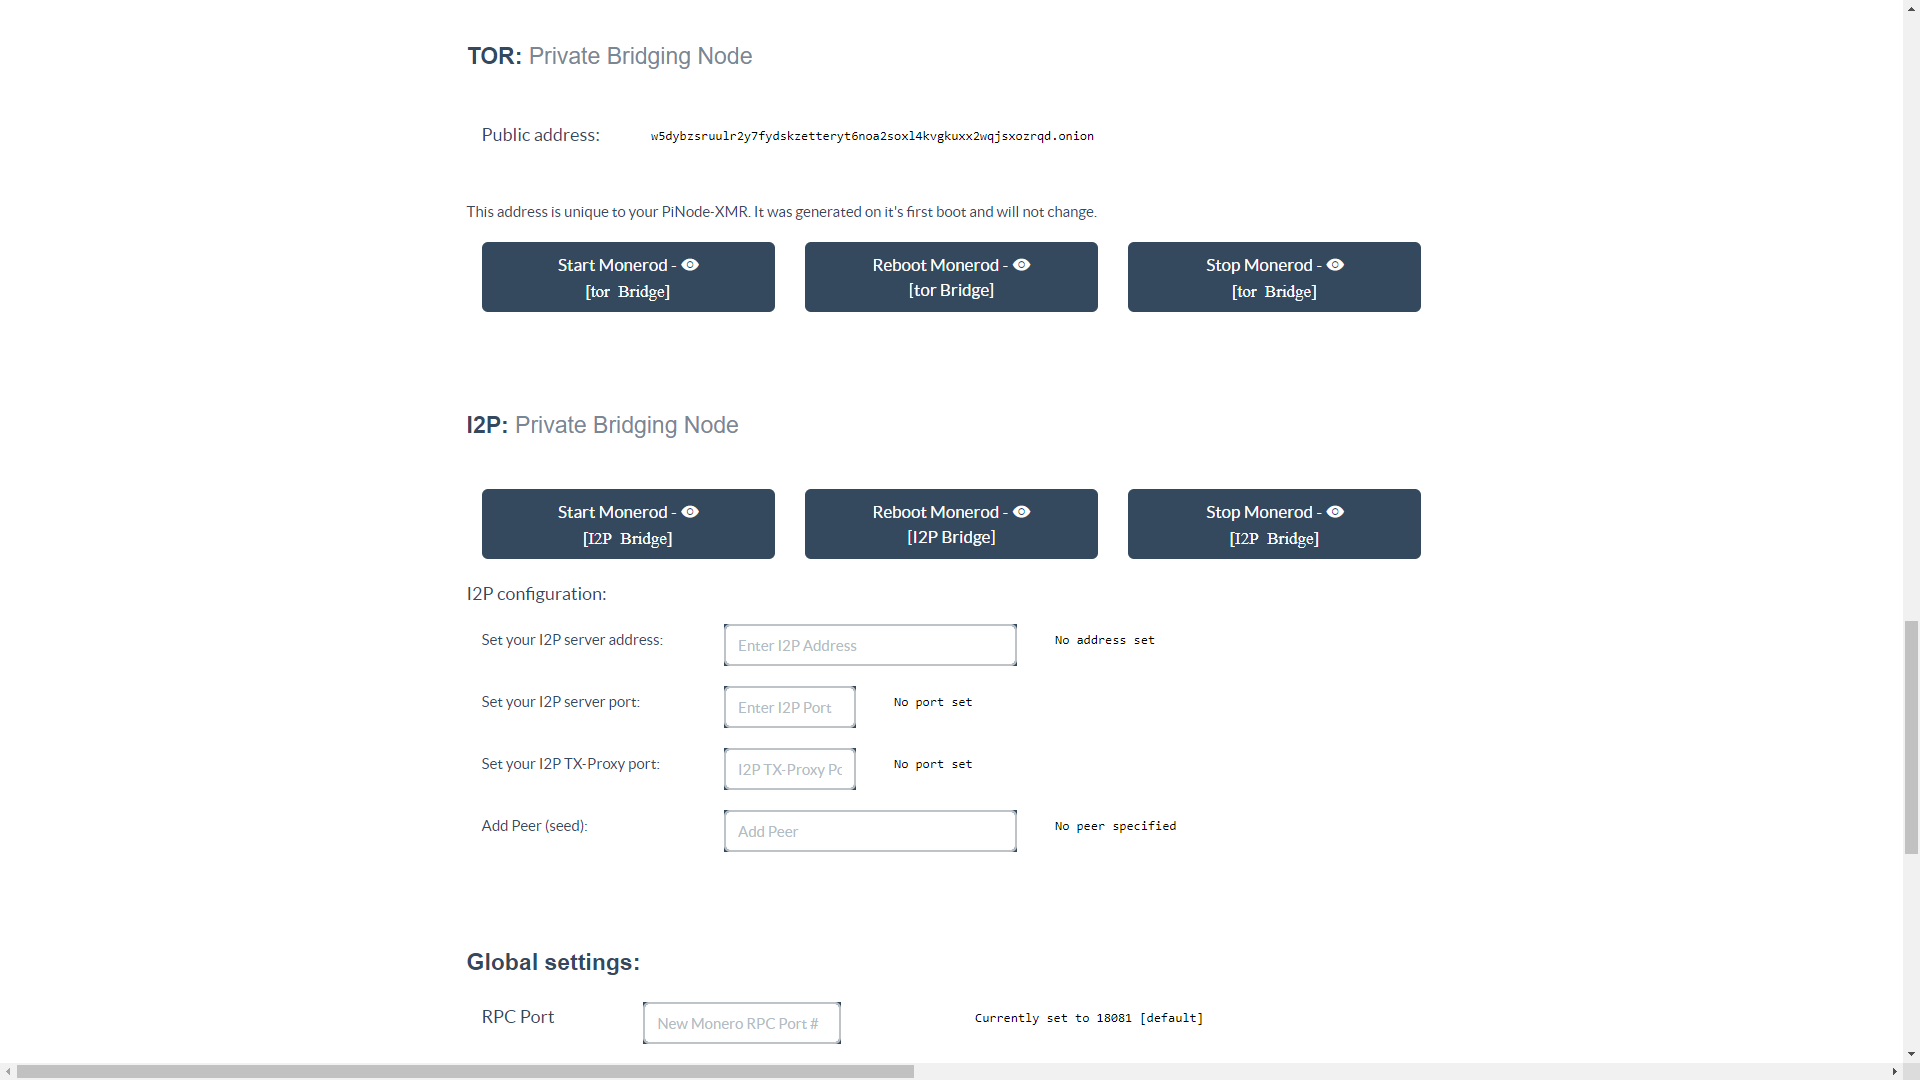 TOR: Private Bridging Node
Public address: w5dybzsruulr2y7fydskzetteryt6noa2soxl4kvgkuxx2wqjsxozrqd.onion
This address is unique to your PiNode-XMR. It was generated on it's first boot and will not change.
Start Monerod - Reboot Monerod - Stop Monerod -
[tor Bridge] [tor Bridge] [tor Bridge]
I2P: Private Bridging Node
Start Monerod - Reboot Monerod - Stop Monerod -
[I2P Bridge] [I2P Bridge] [I2P Bridge]
I2P configuration:
Set your I2P server address: Enter I2P Address No address set
Set your I2P server port: Enter I2P Port No port set
Set your I2P TX-Proxy port: I2P TX-Proxy Po No port set
Add Peer (seed): Add Peer No peer specified
Global settings:
RPC Port New Monero RPC Port # Currently set to 18081 [default]